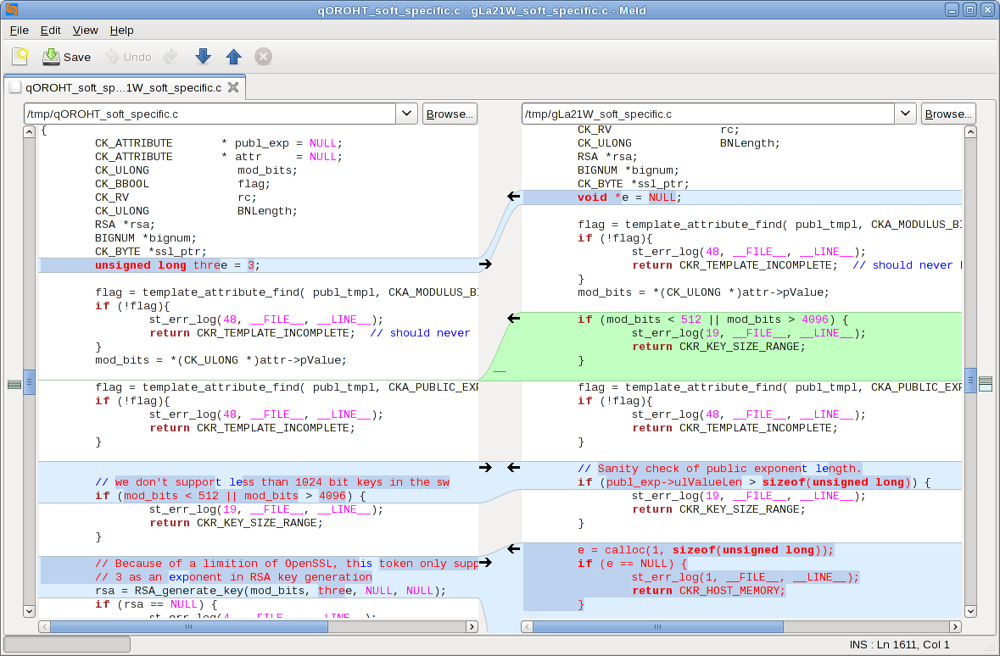 qOROHT_soft_specific.c : gLa21W_soft_specific.c - Meld
File Edit View Help
Save Undo
qOROHT_soft_sp...1W_soft_specific.c
/tmp/qOROHT_soft_specific.c Browse...
{
CK_ATTRIBUTE * publ_exp = NULL;
CK_ATTRIBUTE * attr = NULL;
CK_ULONG mod_bits;
CK_BBOOL flag;
CK_RV rc;
CK_ULONG BNLength;
RSA *rsa;
BIGNUM *bignum;
CK_BYTE *ssl_ptr;
unsigned long three = 3;
flag = template_attribute_find( publ_tmpl, CKA_MODULUS_BI
if (!flag){
st_err_log(48, __FILE__, __LINE__);
return CKR_TEMPLATE_INCOMPLETE; // should never
}
mod_bits = *(CK_ULONG *)attr->pValue;
flag = template_attribute_find( publ_tmpl, CKA_PUBLIC_EXP
if (!flag){
st_err_log(48, __FILE__, __LINE__);
return CKR_TEMPLATE_INCOMPLETE;
}
// we don't support less than 1024 bit keys in the sw
if (mod_bits < 512 || mod_bits > 4096) {
st_err_log(19, __FILE__, __LINE__);
return CKR_KEY_SIZE_RANGE;
}
// Because of a limition of OpenSSL, this token only supp
// 3 as an exponent in RSA key generation
rsa = RSA_generate_key(mod_bits, three, NULL, NULL);
if (rsa == NULL) {
st_err_log(4, __FILE__, __LINE__);
/tmp/gLa21W_soft_specific.c Browse...
CK_RV rc;
CK_ULONG BNLength;
RSA *rsa;
BIGNUM *bignum;
CK_BYTE *ssl_ptr;
void *e = NULL;
flag = template_attribute_find( publ_tmpl, CKA_MODULUS_BI
if (!flag){
st_err_log(48, __FILE__, __LINE__);
return CKR_TEMPLATE_INCOMPLETE; // should never
}
mod_bits = *(CK_ULONG *)attr->pValue;
if (mod_bits < 512 || mod_bits > 4096) {
st_err_log(19, __FILE__, __LINE__);
return CKR_KEY_SIZE_RANGE;
}
flag = template_attribute_find( publ_tmpl, CKA_PUBLIC_EXP
if (!flag){
st_err_log(48, __FILE__, __LINE__);
return CKR_TEMPLATE_INCOMPLETE;
}
// Sanity check of public exponent length.
if (publ_exp->ulValueLen > sizeof(unsigned long)) {
st_err_log(19, __FILE__, __LINE__);
return CKR_KEY_SIZE_RANGE;
}
e = calloc(1, sizeof(unsigned long));
if (e == NULL) {
st_err_log(1, __FILE__, __LINE__);
return CKR_HOST_MEMORY;
}
INS : Ln 1611, Col 1